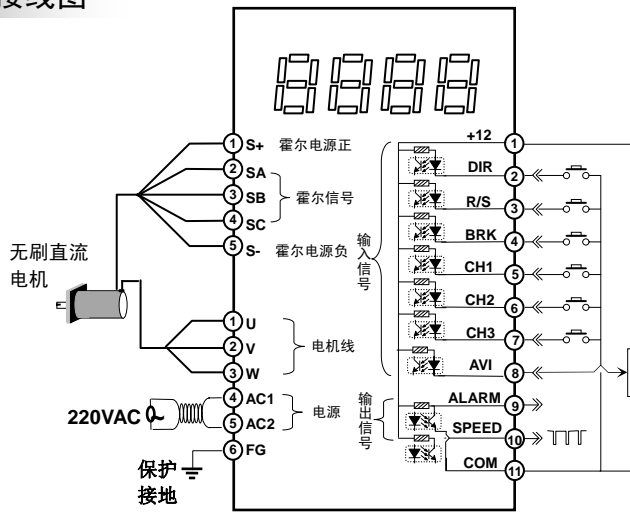 接线图
8888
1 S+ 霍尔电源正
2 SA
3 SB 霍尔信号
4 SC
5 S- 霍尔电源负
无刷直流
电机
1 U
2 V 电机线
3 W
220VAC
4 AC1
5 AC2 电源
6 FG
保护
接地
输入信号
+12 1
DIR 2
R/S 3
BRK 4
CH1 5
CH2 6
CH3 7
AVI 8
输出信号
ALARM 9
SPEED 10
COM 11